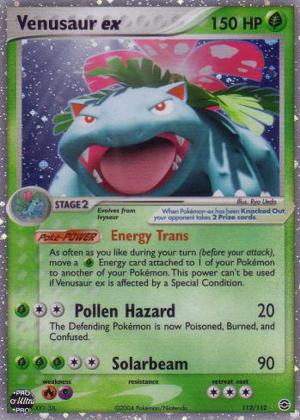 Venusaur ex 150 HP
Illus. Ryo Ueda
STAGE 2
Evolves from
Ivysaur
When Pokémon-ex has been Knocked Out
your opponent takes 2 Prize cards.
Poké-POWER Energy Trans
As often as you like during your turn (before your attack),
move a Energy card attached to 1 of your Pokémon
to another of your Pokémon. This power can't be used
if Venusaur ex is affected by a Special Condition.
Pollen Hazard 20
The Defending Pokémon is now Poisoned, Burned, and
Confused.
Solarbeam 90
weakness resistance retreat cost
©2004 Pokémon/Nintendo 112/112